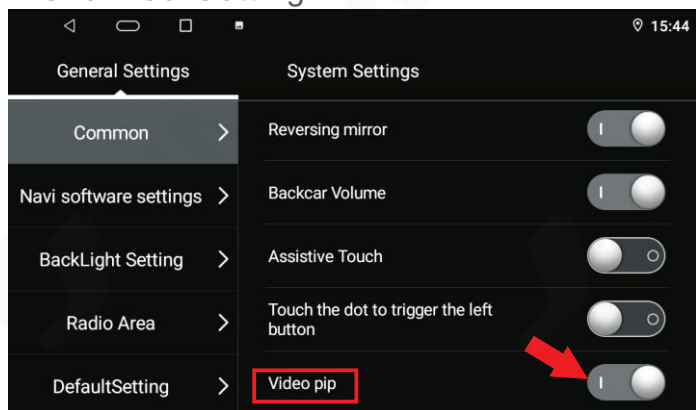 15:44
General Settings
System Settings
Common
Reversing mirror
Navi software settings
Backcar Volume
BackLight Setting
Assistive Touch
Radio Area
Touch the dot to trigger the left
button
DefaultSetting
Video pip